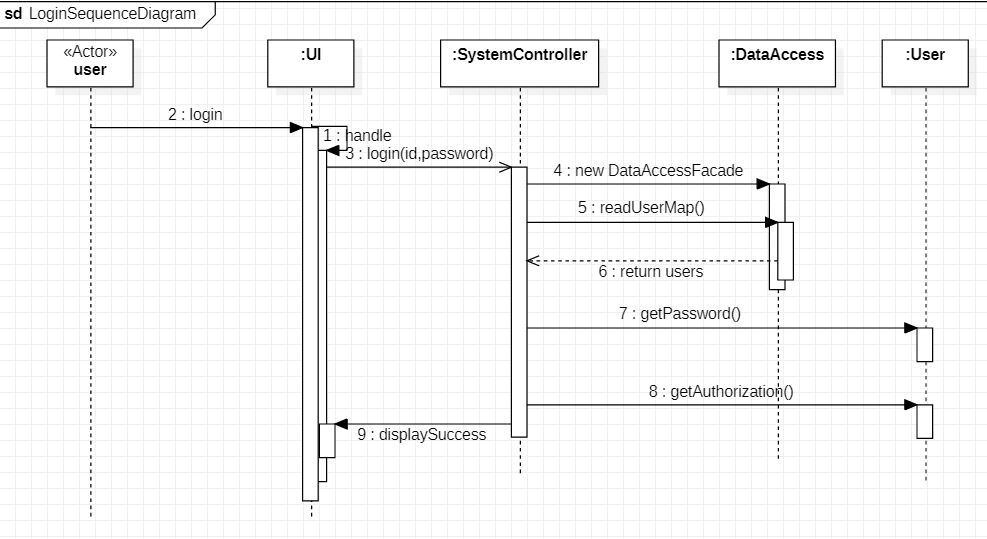 sd LoginSequenceDiagram
«Actor»
user
:UI
:SystemController
:DataAccess
:User
2 : login
1 : handle
3 : login(id,password)
4 : new DataAccessFacade
5 : readUserMap()
6 : return users
7 : getPassword()
8 : getAuthorization()
9 : displaySuccess